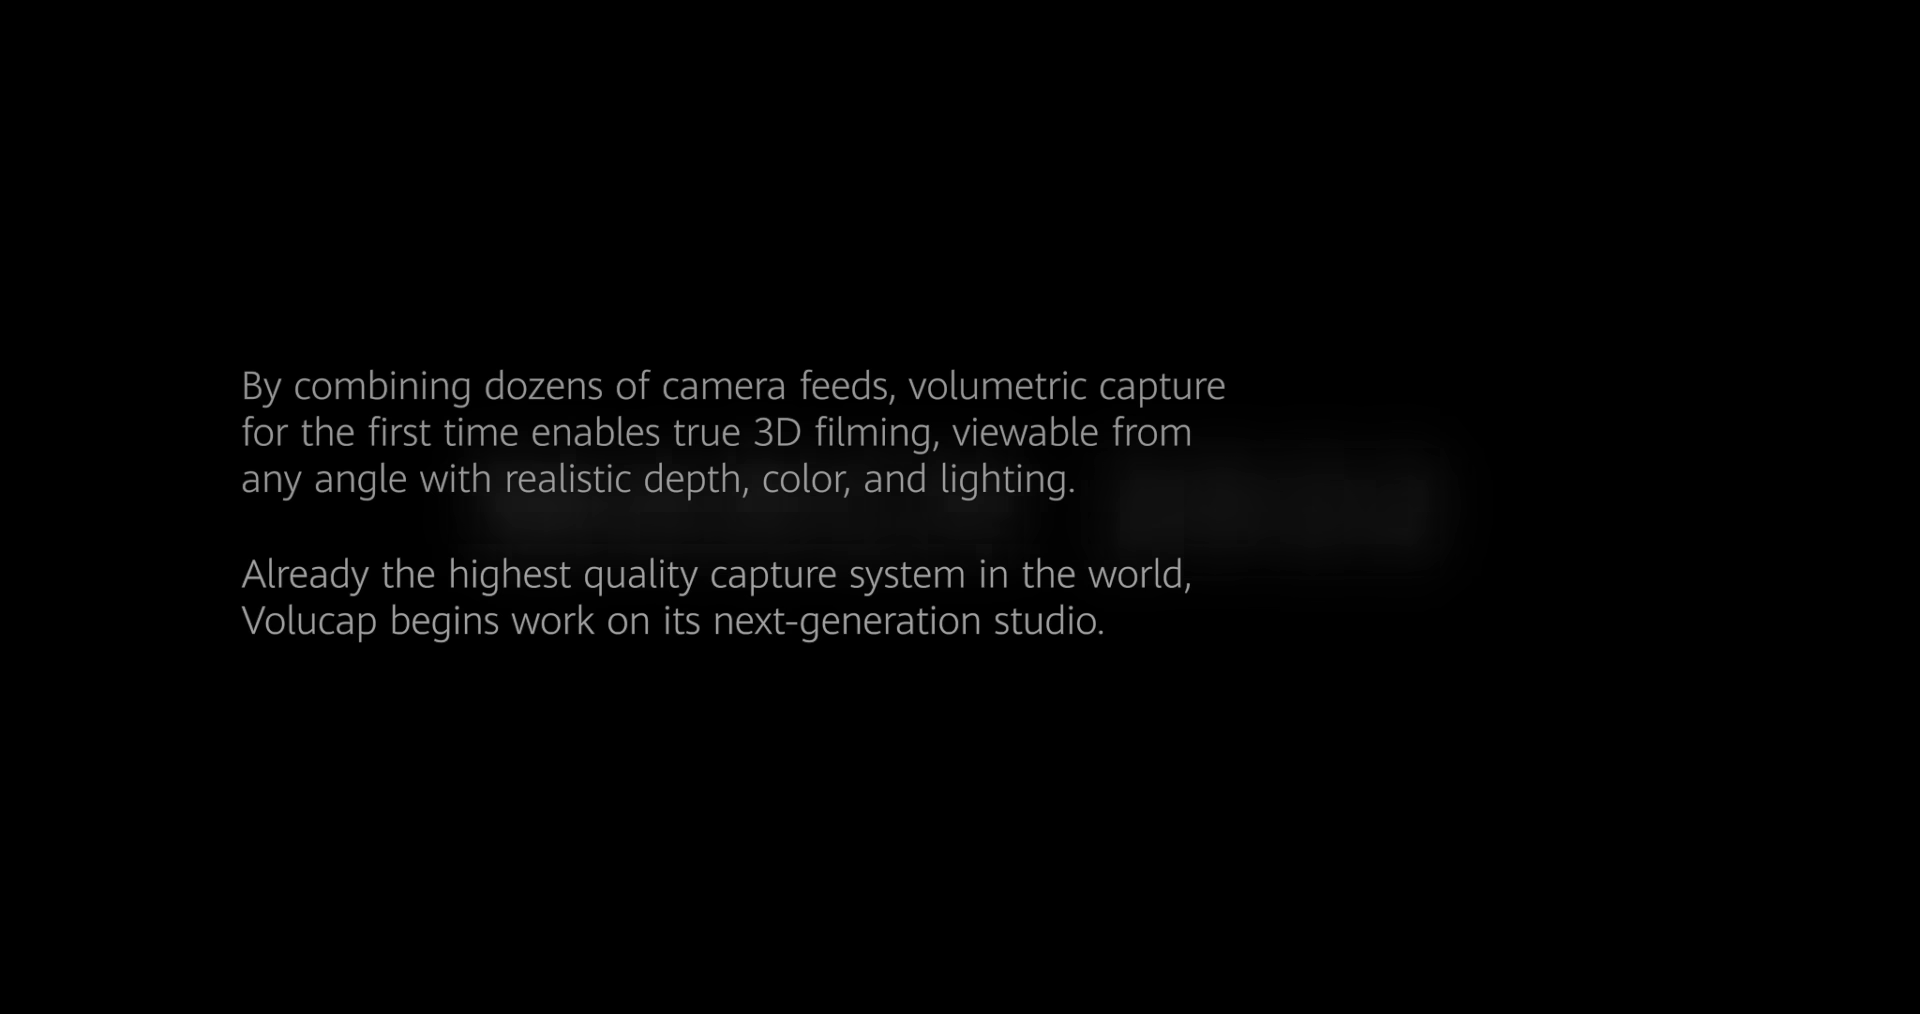 By combining dozens of camera feeds, volumetric capture
for the first time enables true 3D filming, viewable from
any angle with realistic depth, color, and lighting.
Already the highest quality capture system in the world,
Volucap begins work on its next-generation studio.